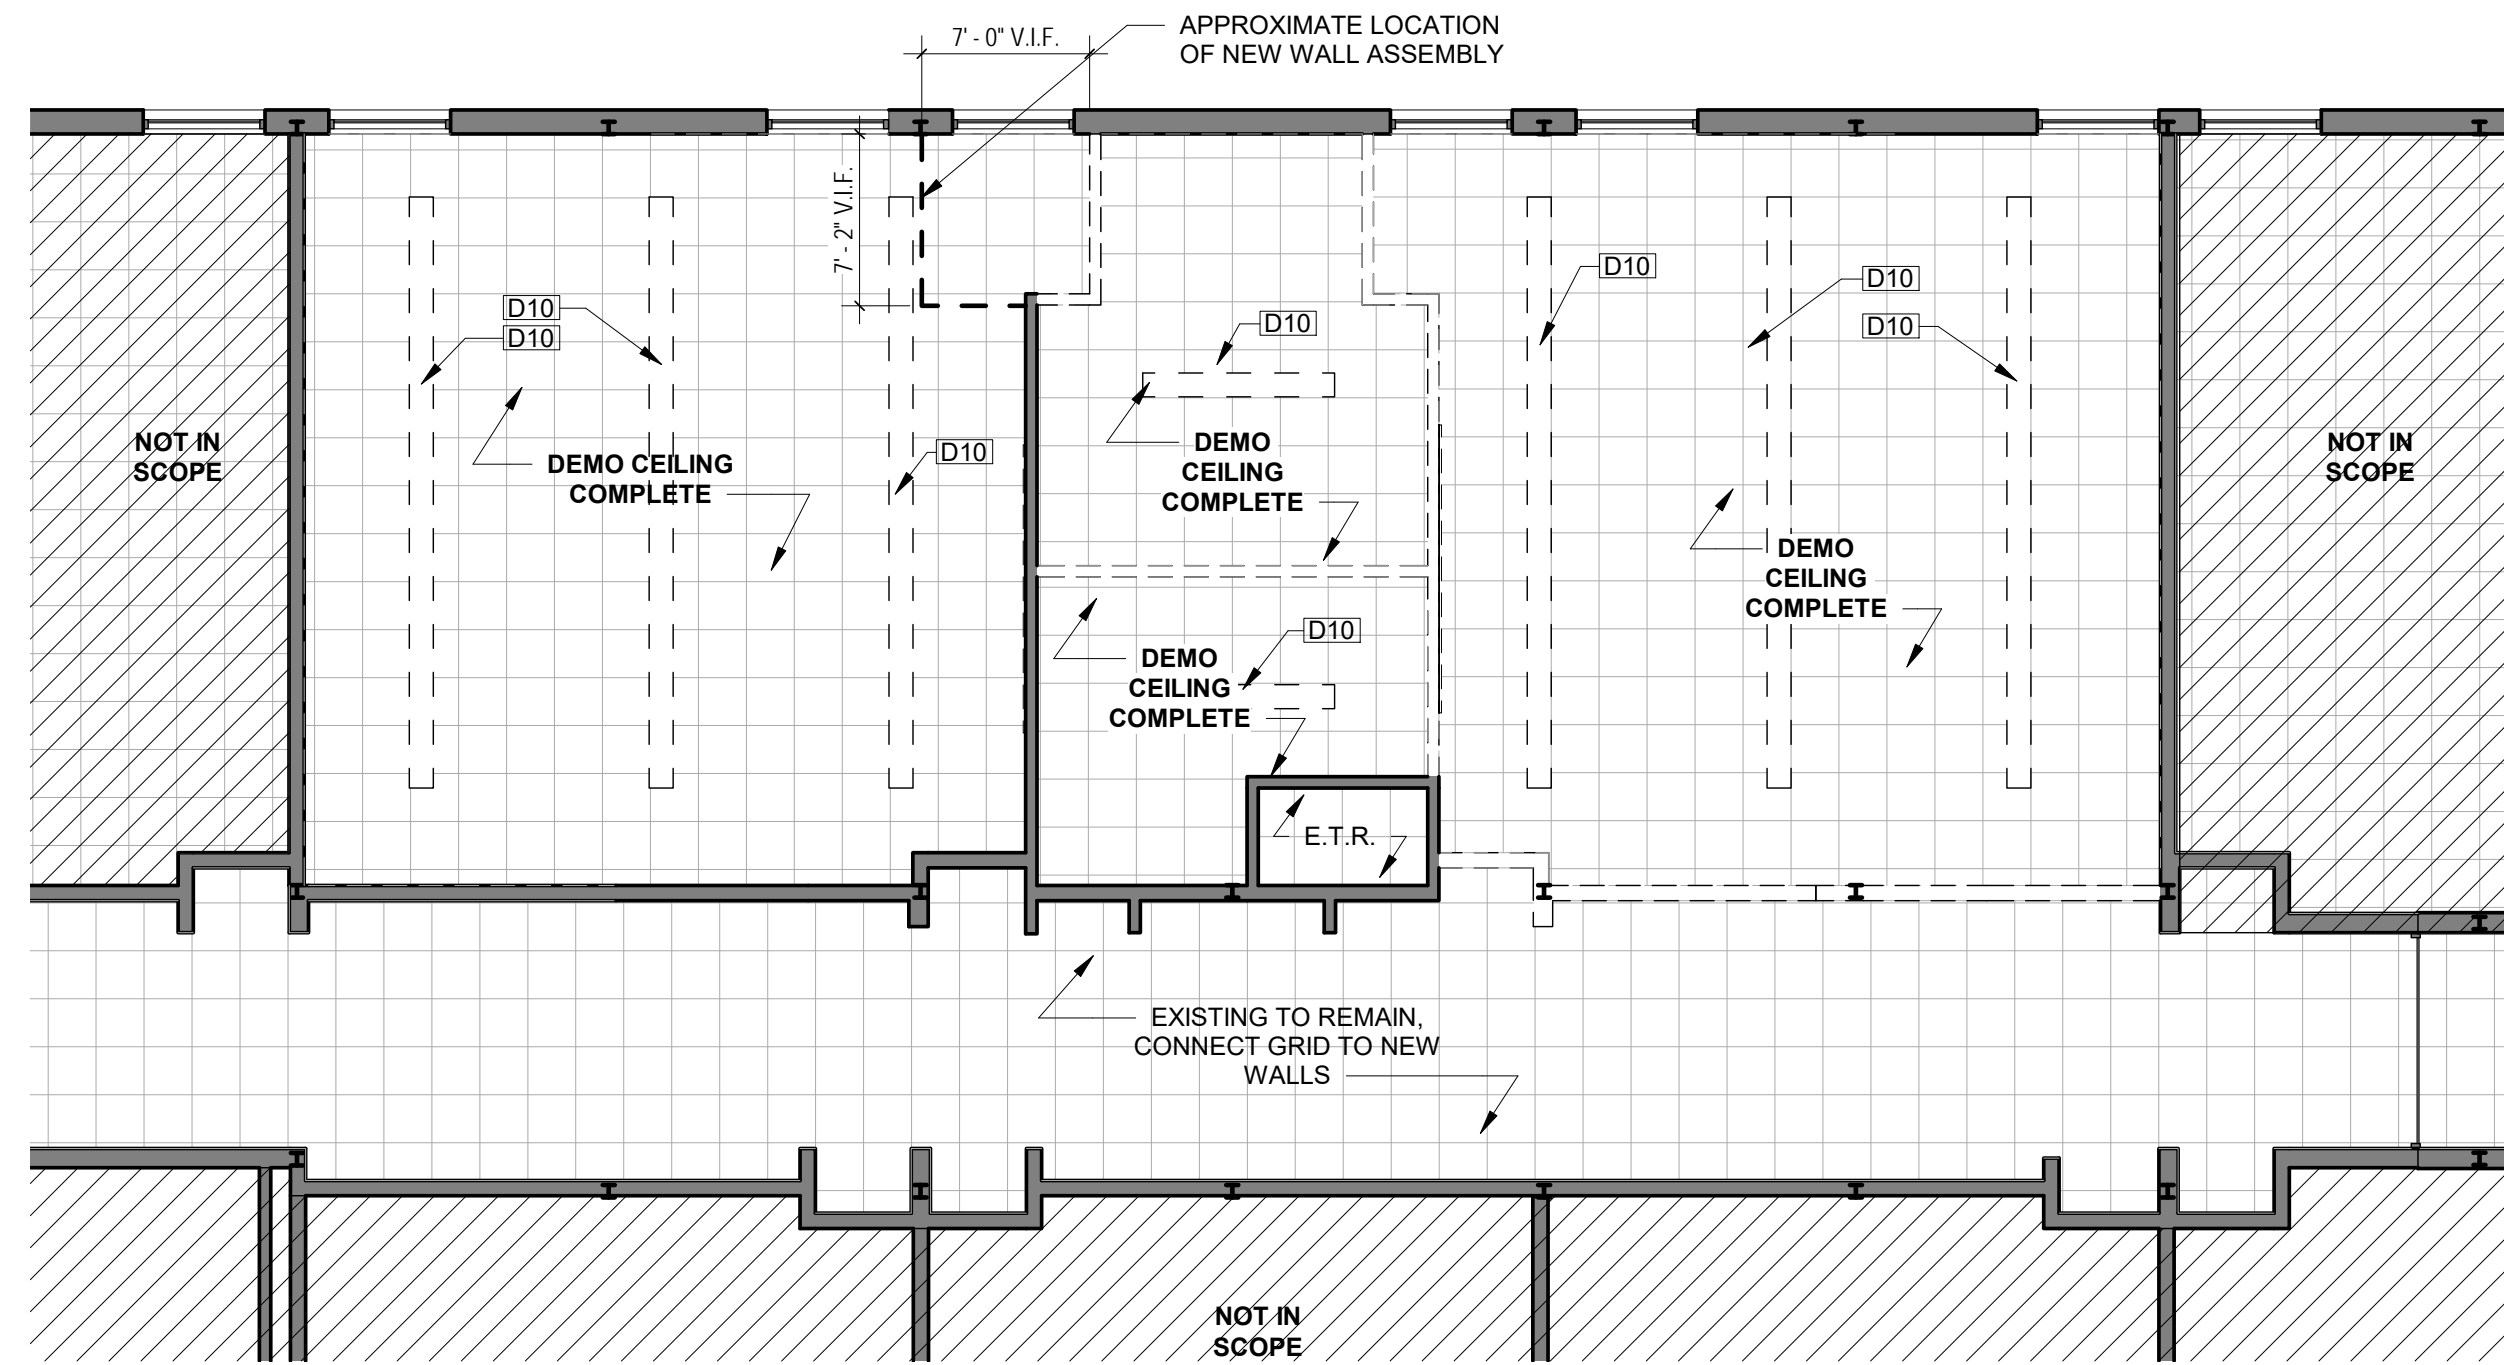 7' - 0" V.I.F.
APPROXIMATE LOCATION
OF NEW WALL ASSEMBLY
7' - 2" V.I.F.
D10
D10
D10
D10
D10
D10
D10
NOT IN
SCOPE
DEMO CEILING
COMPLETE
D10
DEMO
CEILING
COMPLETE
NOT IN
SCOPE
DEMO
CEILING
COMPLETE
D10
DEMO
CEILING
COMPLETE
E.T.R.
EXISTING TO REMAIN,
CONNECT GRID TO NEW
WALLS
NOT IN
SCOPE